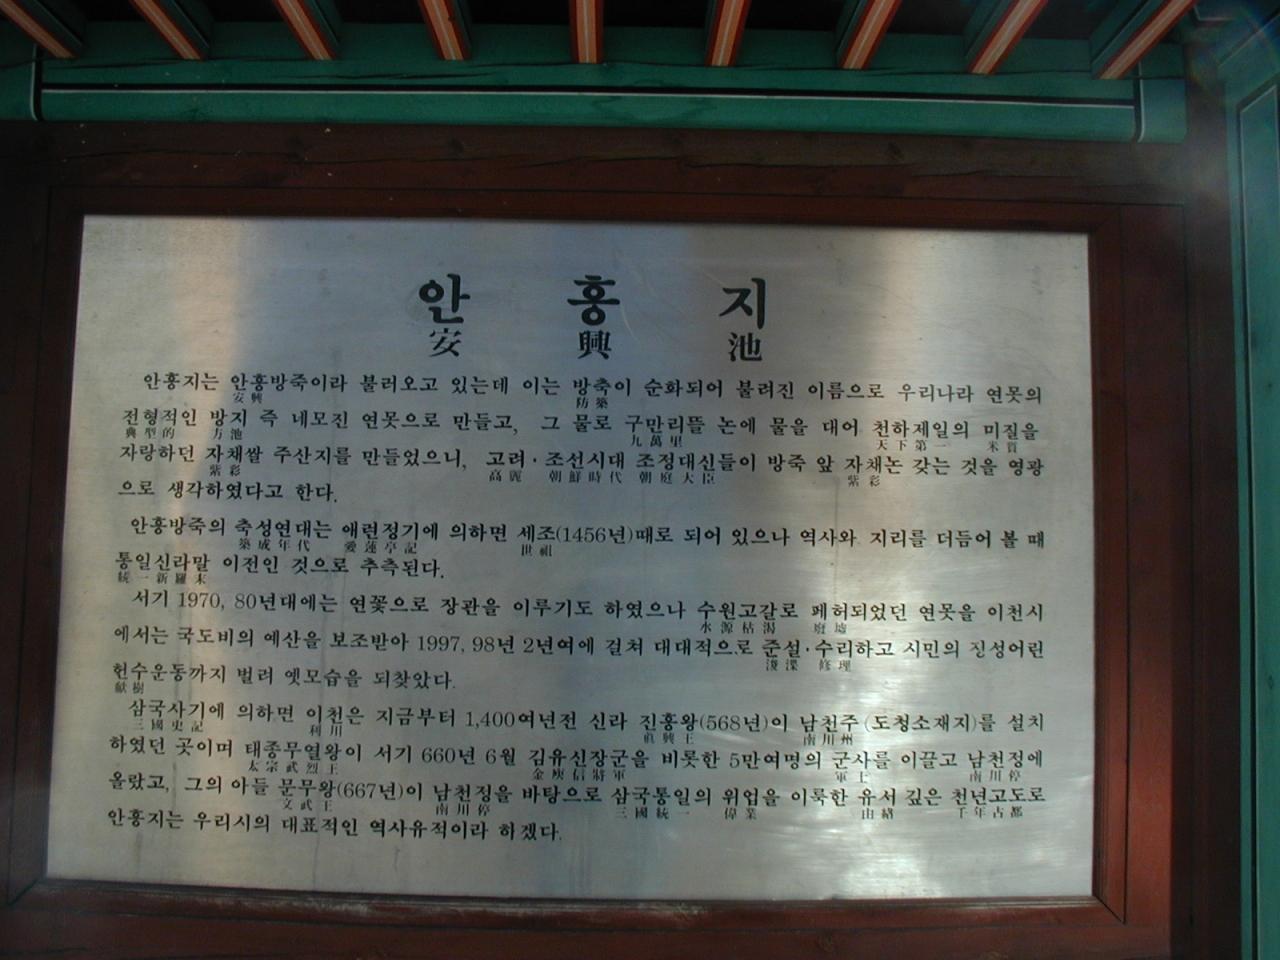 안 흥 지
安 興 池
안흥지는 안흥방죽이라 불러오고 있는데 이는 방축이 순화되어 불려진 이름으로 우리나라 연못의
安興 防築
전형적인 방지 즉 네모진 연못으로 만들고, 그 물로 구만리뜰 논에 물을 대어 천하제일의 미질을
典型的 方池 九萬里 天下第一 米質
자랑하던 자채쌀 주산지를 만들었으니, 고려·조선시대 조정대신들이 방죽 앞 자채논 갖는 것을 영광
紫彩 高麗 朝鮮時代 朝庭大臣 紫彩
으로 생각하였다고 한다.
안흥방죽의 축성연대는 애련정기에 의하면 세조(1456년)때로 되어 있으나 역사와 지리를 더듬어 볼 때
築成年代 愛蓮亭記 世祖
통일신라말 이전인 것으로 추측된다.
統一新羅末
서기 1970, 80년대에는 연꽃으로 장관을 이루기도 하였으나 수원고갈로 폐허되었던 연못을 이천시
水源枯渴 廢墟
에서는 국도비의 예산을 보조받아 1997, 98년 2년여에 걸쳐 대대적으로 준설·수리하고 시민의 정성어린
浚渫 修理
헌수운동까지 벌려 옛모습을 되찾았다.
獻樹
삼국사기에 의하면 이천은 지금부터 1,400여년전 신라 진흥왕(568년)이 남천주(도청소재지)를 설치
三國史記 利川 眞興王 南川州
하였던 곳이며 태종무열왕이 서기 660년 6월 김유신장군을 비롯한 5만여명의 군사를 이끌고 남천정에
太宗武烈王 金庾信將軍 軍士 南川停
올랐고, 그의 아들 문무왕(667년)이 남천정을 바탕으로 삼국통일의 위업을 이룩한 유서 깊은 천년고도로
文武王 南川停 三國統一 偉業 由緖 千年古都
안흥지는 우리시의 대표적인 역사유적이라 하겠다.